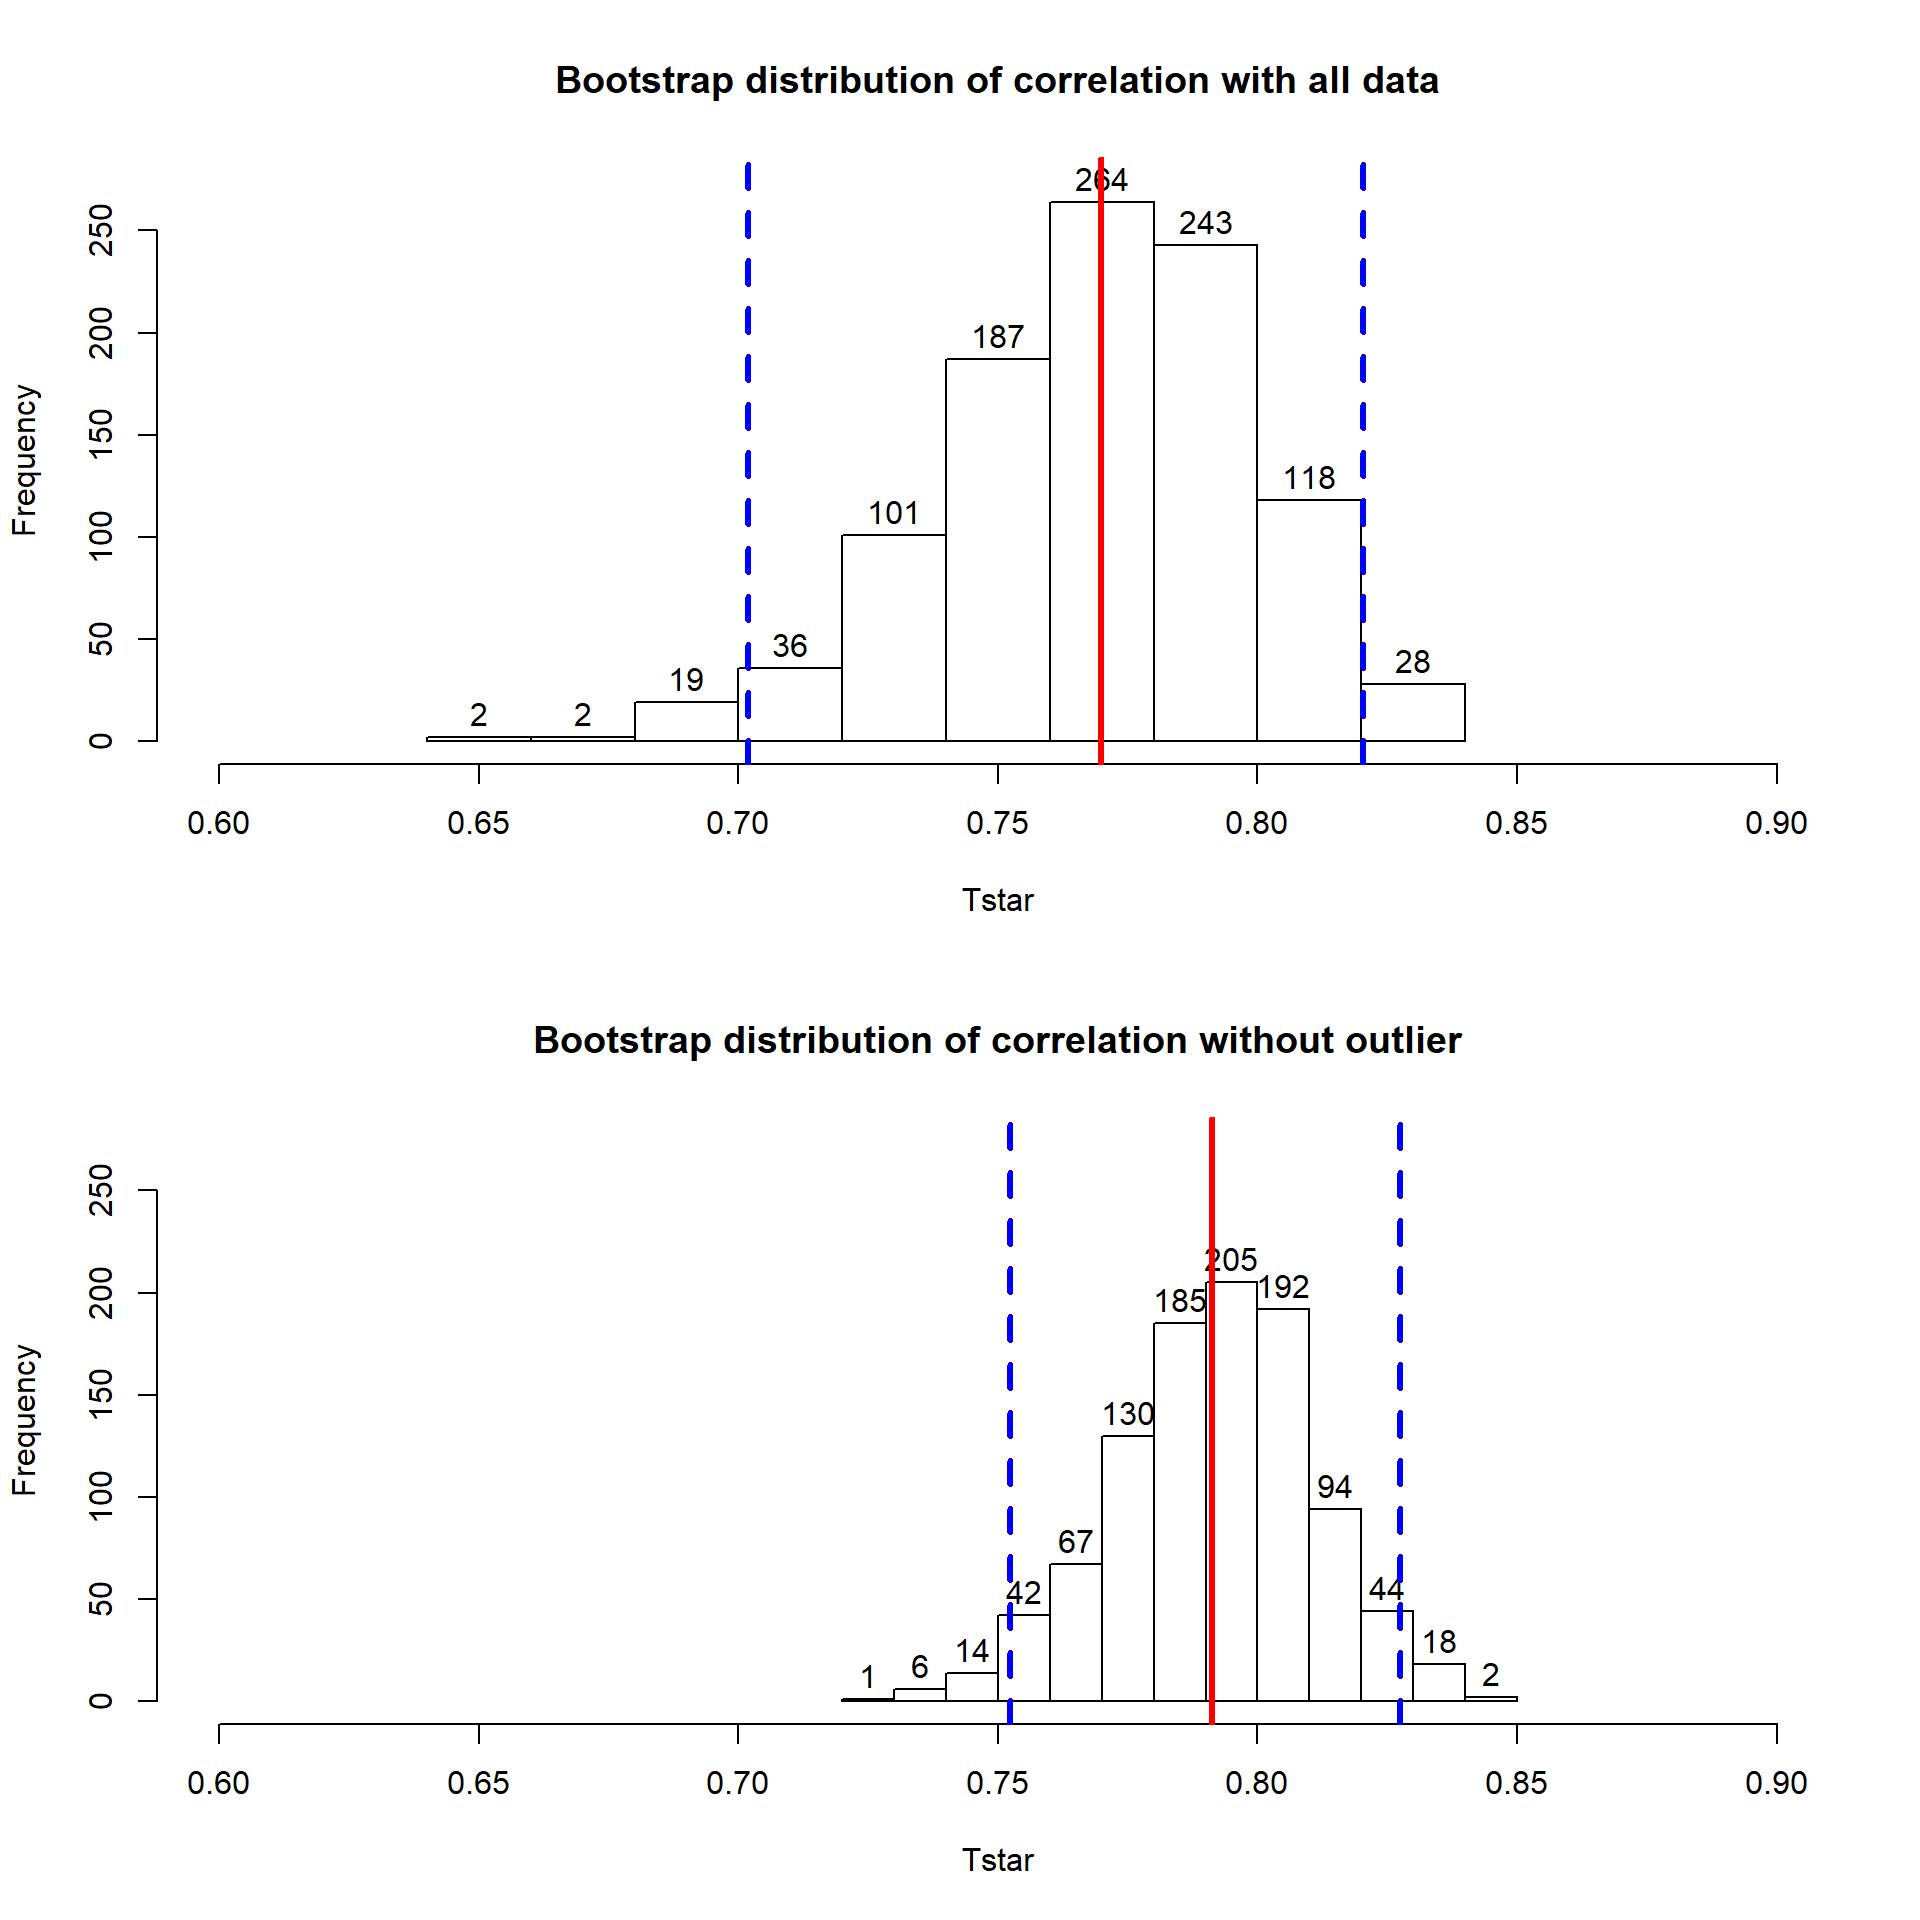 Bootstrap distribution of correlation with all data
264
243
187
118
101
36
28
19
2 2
Frequency
0 50 100 150 200 250
0.60 0.65 0.70 0.75 0.80 0.85 0.90
Tstar
Bootstrap distribution of correlation without outlier
205
192
185
130
94
67
42
44
18
14
6
1
2
Frequency
0 50 100 150 200 250
0.60 0.65 0.70 0.75 0.80 0.85 0.90
Tstar